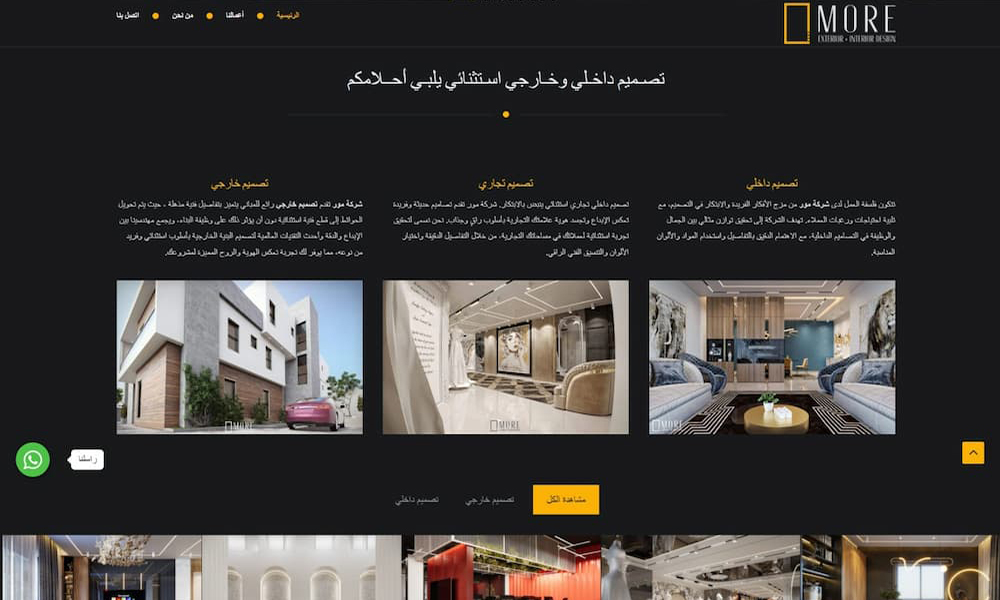 MORE
EXTERIOR + INTERIOR DESIGN
الرئيسية
أعمالنا
من نحن
اتصل بنا
تصميم داخلي وخارجي استثنائي يلبي أحلامكم
تصميم داخلي
تتكون فلسفة العمل لدى شركة مور من مزج الأفكار الفريدة والابتكار في التصميم، مع
تلبية احتياجات ورغبات العملاء. تهدف الشركة إلى تحقيق توازن مثالي بين الجمال
والوظيفة في التصاميم الداخلية، مع الاهتمام الدقيق بالتفاصيل واستخدام المواد والألوان
المناسبة.
تصميم تجاري
تصميم داخلي تجاري استثنائي ينبض بالابتكار. شركة مور تقدم تصاميم حديثة وفريدة
تعكس الإبداع وتجسد هوية علامتك التجارية بأسلوب راقٍ وجذاب. نحن نسعى لتحقيق
تجربة استثنائية لعملائك في مساحاتك التجارية، من خلال التفاصيل الدقيقة واختيار
الألوان والتنسيق الفني الراقي.
تصميم خارجي
شركة مور تقدم تصميم خارجي رائع للمباني يتميز بتفاصيل فنية مذهلة ، حيث يتم تحويل
الحوائط إلى قطع فنية استثنائية دون أن يؤثر ذلك على وظيفة البناء، ويجمع مهندسينا بين
الإبداع والدقة وأحدث التقنيات العالمية لتصميم البنية الخارجية بأسلوب استثنائي وفريد
من نوعه، مما يوفر لك تجربة تعكس الهوية والروح المميزة لمشروعك.
MORE
MORE
MORE
راسلنا
مشاهدة الكل
تصميم خارجي
تصميم داخلي